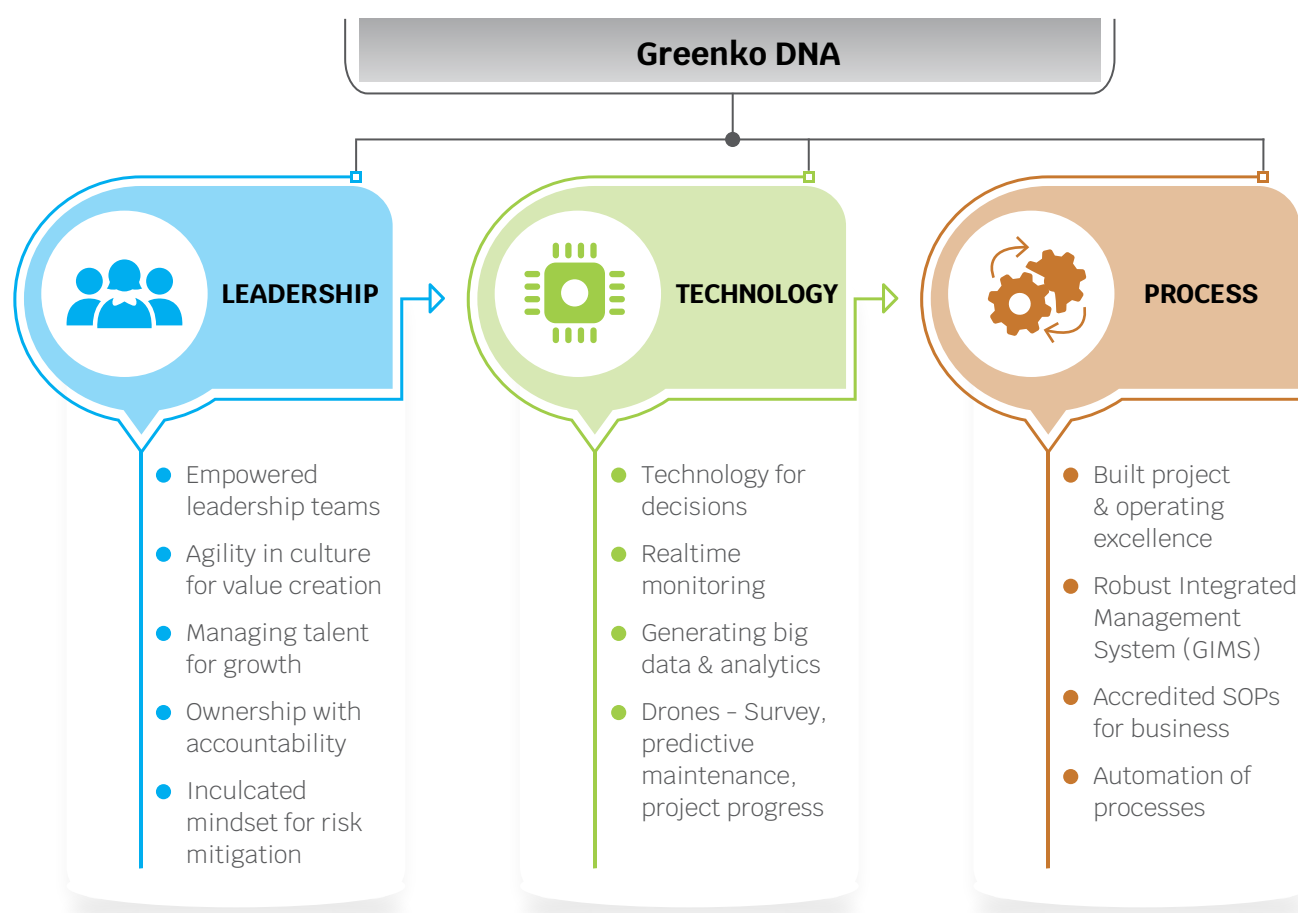 Greenko DNA
LEADERSHIP
Empowered
leadership teams
Agility in culture
for value creation
Managing talent
for growth
Ownership with
accountability
Inculcated
mindset for risk
mitigation
TECHNOLOGY
Technology for
decisions
Realtime
monitoring
Generating big
data & analytics
Drones - Survey,
predictive
maintenance,
project progress
PROCESS
Built project
& operating
excellence
Robust Integrated
Management
System (GIMS)
Accredited SOPs
for business
Automation of
processes